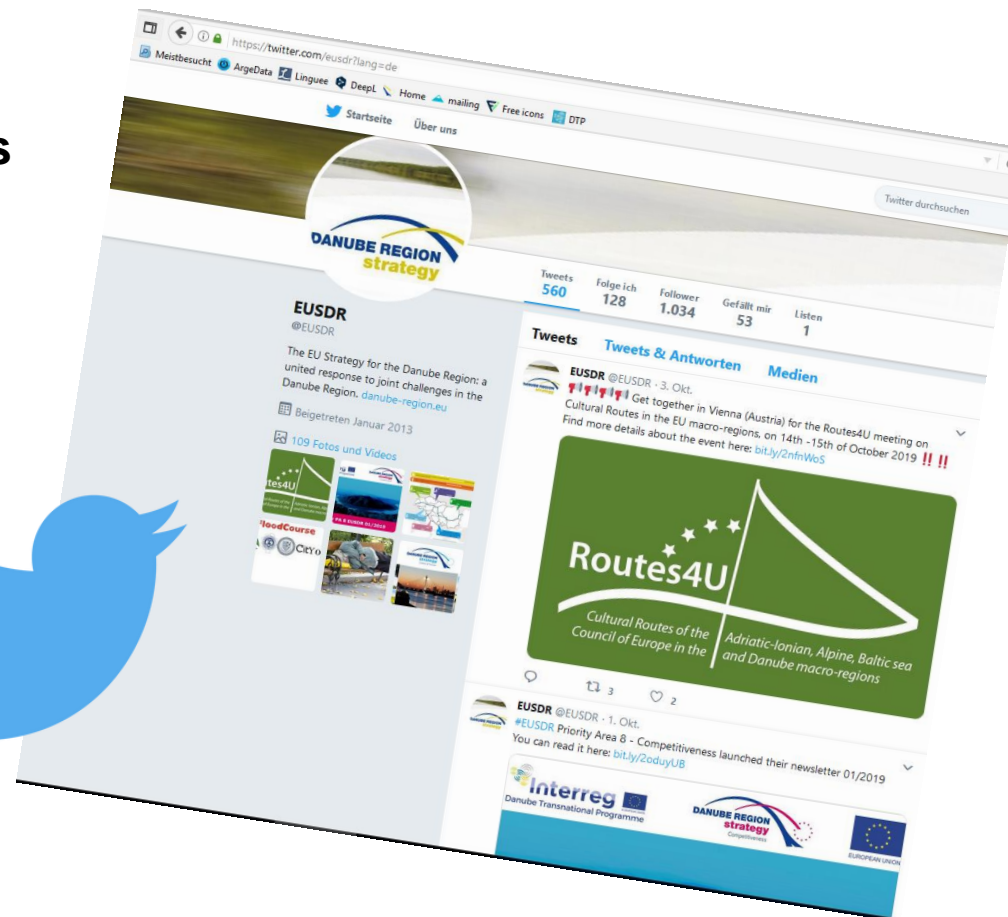 s
https://twitter.com/eusdr?lang=de
Meistbesucht ArgeData Linguee DeepL Home mailing Free icons DTP
Startseite Über uns
Twitter durchsuchen
DANUBE REGION
strategy
Tweets Folge ich Follower Gefällt mir Listen
560 128 1.034 53 1
EUSDR
@EUSDR
The EU Strategy for the Danube Region: a
united response to joint challenges in the
Danube Region. danube-region.eu
Beigetreten Januar 2013
109 Fotos und Videos
tes4U
PA 8 EUSDR 01/2019
loodCourse
CitYo
Tweets Tweets & Antworten Medien
EUSDR @EUSDR · 3. Okt.
Get together in Vienna (Austria) for the Routes4U meeting on
Cultural Routes in the EU macro-regions, on 14th -15th of October 2019 ‼️ ‼️
Find more details about the event here: bit.ly/2nfnWoS
Routes4U
Cultural Routes of the
Council of Europe in the
Adriatic-Ionian, Alpine, Baltic sea
and Danube macro-regions
3 2
EUSDR @EUSDR · 1. Okt.
#EUSDR Priority Area 8 - Competitiveness launched their newsletter 01/2019
You can read it here: bit.ly/2oduyUB
Interreg
Danube Transnational Programme
DANUBE REGION
strategy
Competitiveness
EUROPEAN UNION